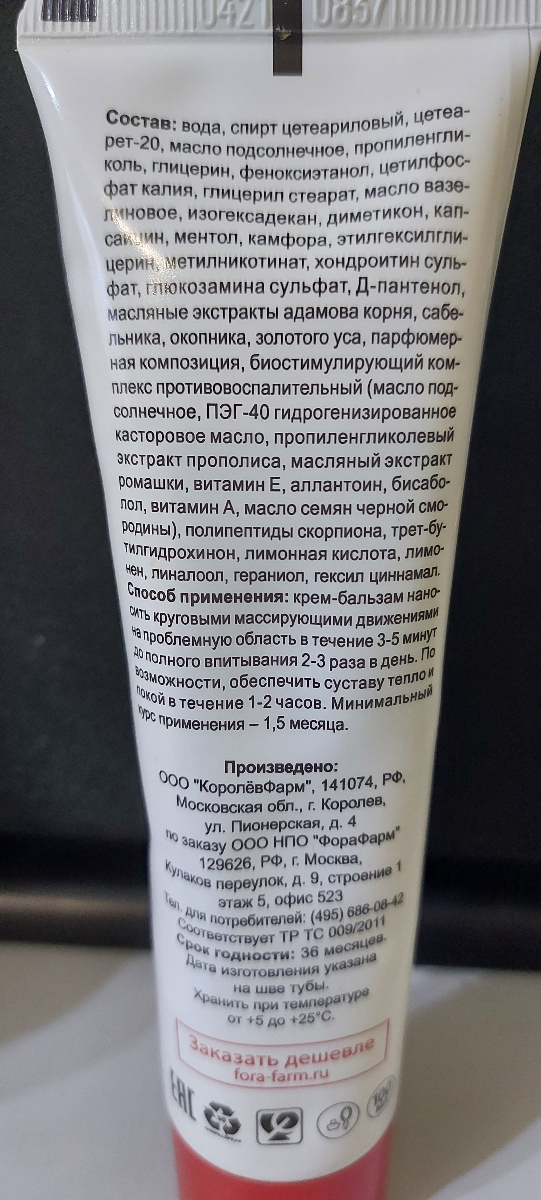 0421 0837
Состав: вода, спирт цетеариловый, цетеа-
рет-20, масло подсолнечное, пропиленгли-
коль, глицерин, феноксиэтанол, цетилфос-
фат калия, глицерил стеарат, масло вазе-
линовое, изогексадекан, диметикон, кап-
сайцин, ментол, камфора, этилгексилгли-
церин, метилникотинат, хондроитин суль-
фат, глюкозамина сульфат, Д-пантенол,
масляные экстракты адамова корня, сабе-
льника, окопника, золотого уса, парфюмер-
ная композиция, биостимулирующий ком-
плекс противовоспалительный (масло под-
солнечное, ПЭГ-40 гидрогенизированное
касторовое масло, пропиленгликолевый
экстракт прополиса, масляный экстракт
ромашки, витамин Е, аллантоин, бисабо-
лол, витамин А, масло семян черной смо-
родины), полипептиды скорпиона, трет-бу-
тилгидрохинон, лимонная кислота, лимо-
нен, линалоол, гераниол, гексил циннамал.
Способ применения: крем-бальзам нано-
сить круговыми массирующими движениями
на проблемную область в течение 3-5 минут
до полного впитывания 2-3 раза в день. По
возможности, обеспечить суставу тепло и
покой в течение 1-2 часов. Минимальный
курс применения – 1,5 месяца.
Произведено:
ООО "КоролёвФарм", 141074, РФ,
Московская обл., г. Королев,
ул. Пионерская, д. 4
по заказу ООО НПО "ФораФарм"
129626, РФ, г. Москва,
Кулаков переулок, д. 9, строение 1
этаж 5, офис 523
Тел. для потребителей: (495) 686-08-42
Соответствует ТР ТС 009/2011
Срок годности: 36 месяцев.
Дата изготовления указана
на шве тубы.
Хранить при температуре
от +5 до +25°С.
Заказать дешевле
fora-farm.ru
EAC
100